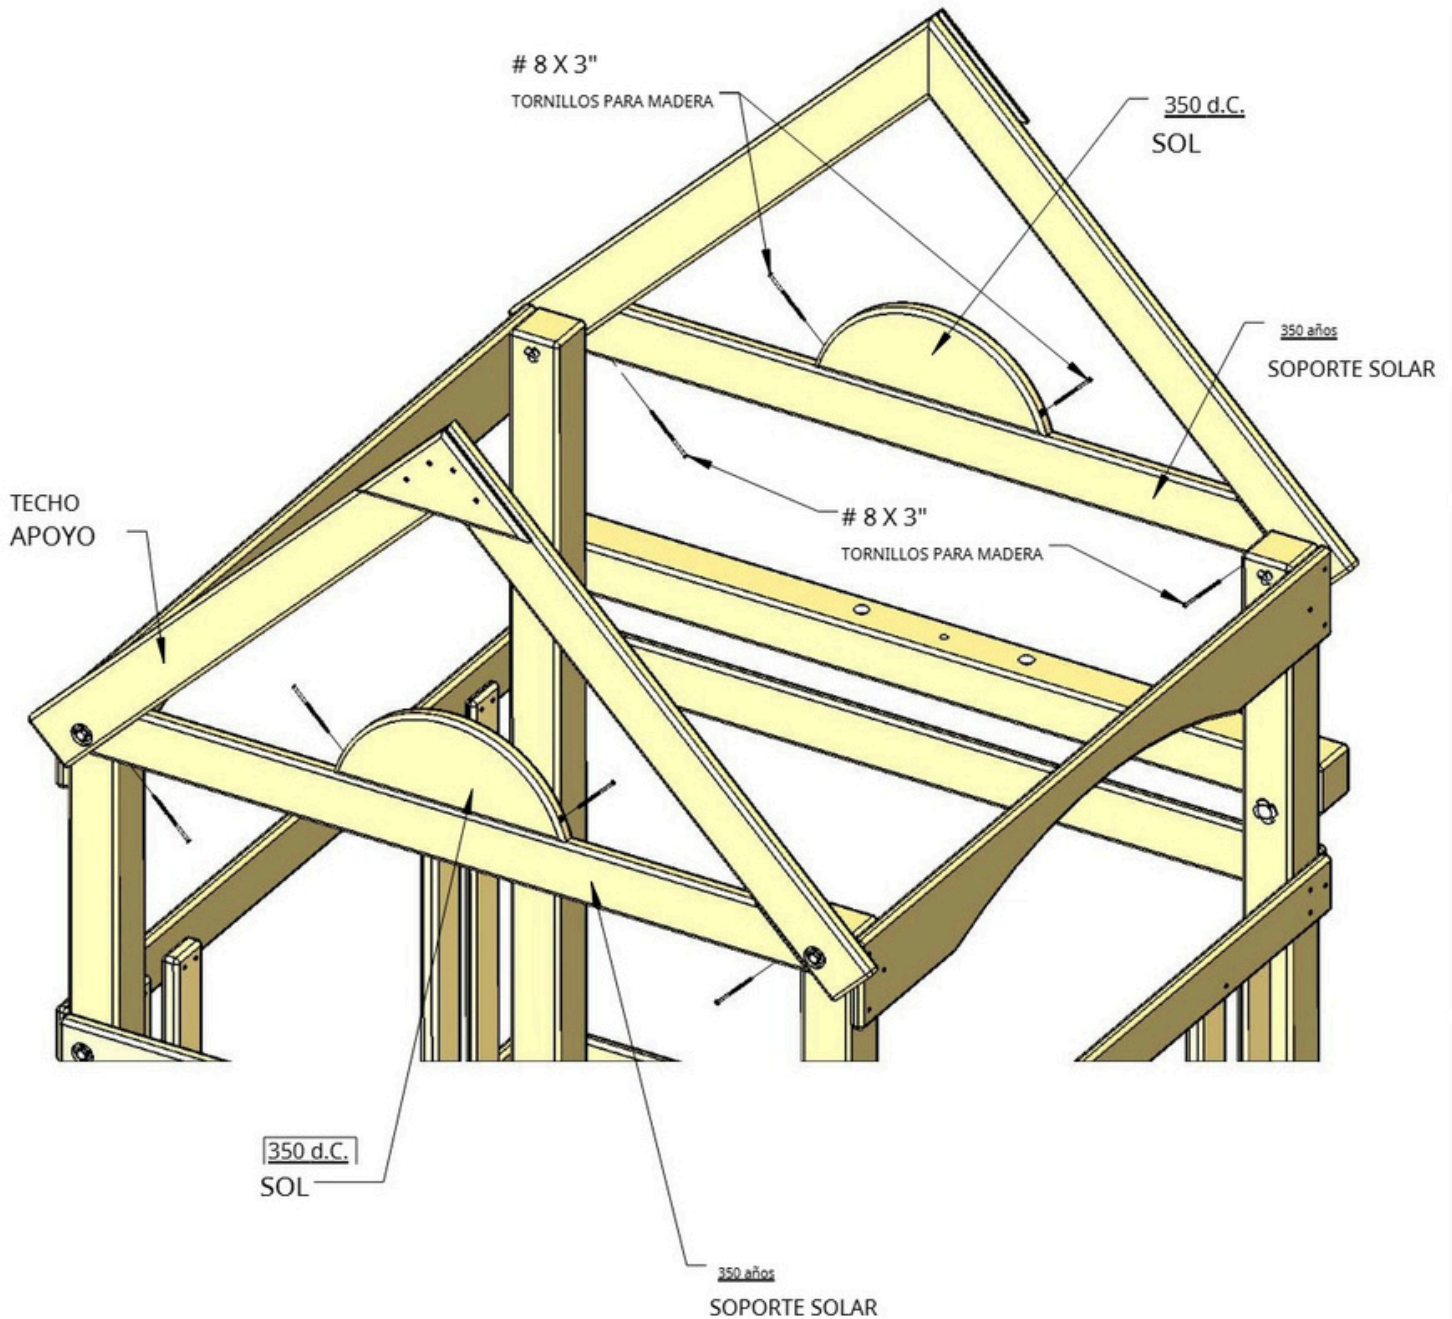 # 8 X 3"
TORNILLOS PARA MADERA
350 d.C.
SOL
350 años
SOPORTE SOLAR
TECHO
APOYO
# 8 X 3"
TORNILLOS PARA MADERA
350 d.C.
SOL
350 años
SOPORTE SOLAR